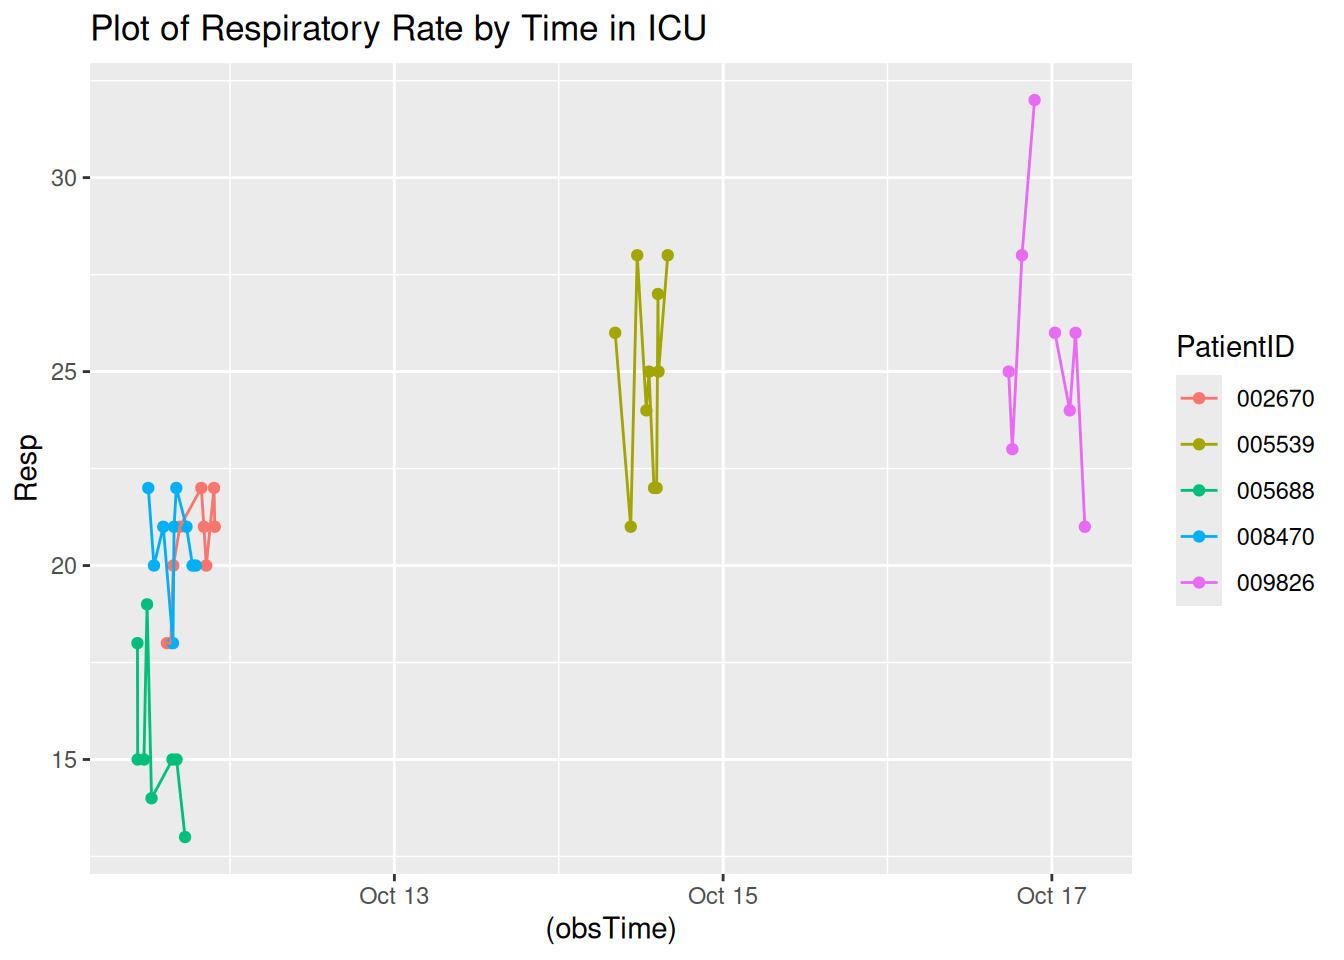 Plot of Respiratory Rate by Time in ICU
30
25
20
15
Resp
Oct 13
Oct 15
Oct 17
(obsTime)
PatientID
002670
005539
005688
008470
009826